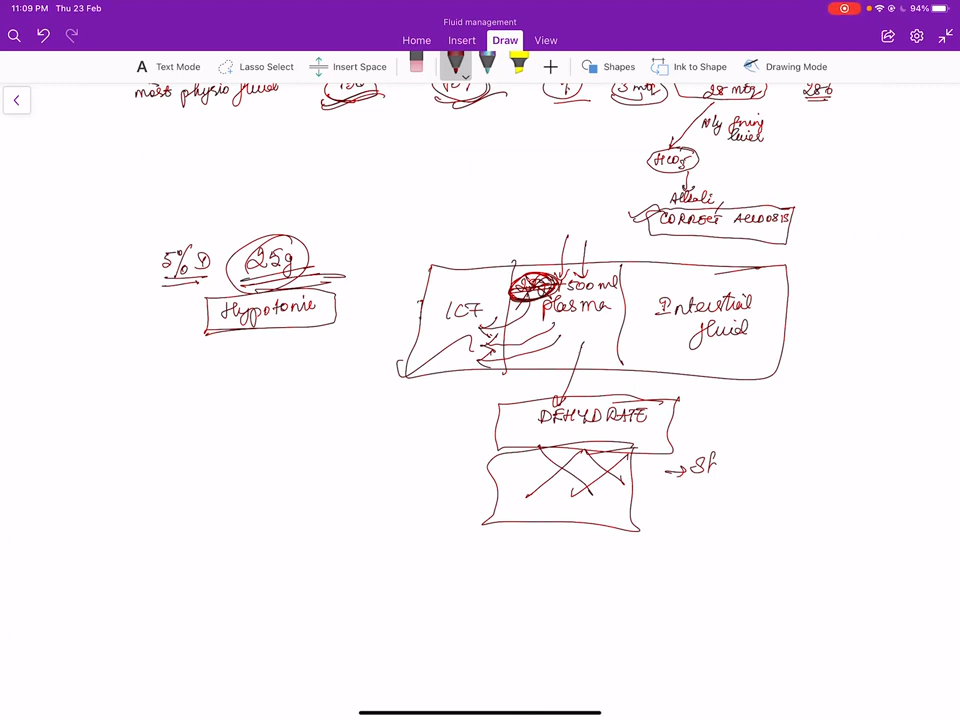 11:09 PM Thu 23 Feb
94%
Fluid management
Home Insert Draw View
Text Mode Lasso Select Insert Space Shapes Ink to Shape Drawing Mode
most physio fluid 28 mEq
HCO3
Alkali
CORRECT ACIDOSIS
5% D 25g
Hypotonic
500 ml
ICF plasma Interstitial
fluid
DEHYDRATE
→ Sh